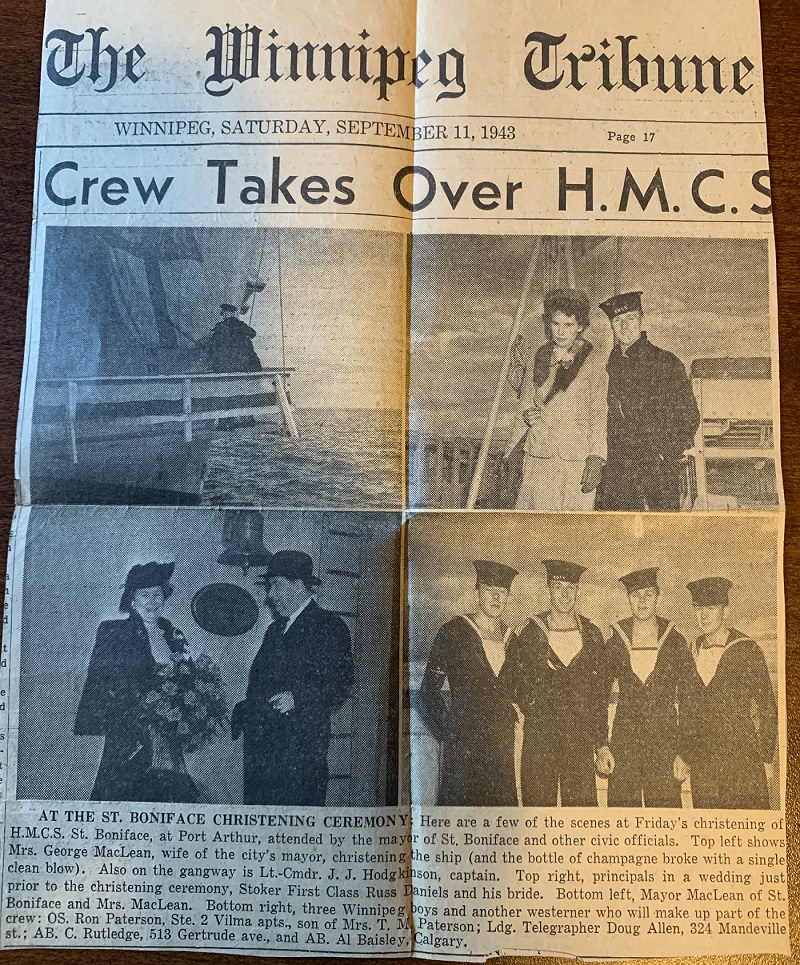 The Winnipeg Tribune
WINNIPEG, SATURDAY, SEPTEMBER 11, 1943 Page 17
Crew Takes Over H.M.C.S
AT THE ST. BONIFACE CHRISTENING CEREMONY: Here are a few of the scenes at Friday's christening of
H.M.C.S. St. Boniface, at Port Arthur, attended by the mayor of St. Boniface and other civic officials. Top left shows
Mrs. George MacLean, wife of the city's mayor, christening the ship (and the bottle of champagne broke with a single
clean blow). Also on the gangway is Lt.-Cmdr. J. J. Hodgkinson, captain. Top right, principals in a wedding just
prior to the christening ceremony, Stoker First Class Russ Daniels and his bride. Bottom left, Mayor MacLean of St.
Boniface and Mrs. MacLean. Bottom right, three Winnipeg boys and another westerner who will make up part of the
crew: OS. Ron Paterson, Ste. 2 Vilma apts., son of Mrs. T. M. Paterson; Ldg. Telegrapher Doug Allen, 324 Mandeville
st.; AB. C. Rutledge, 513 Gertrude ave., and AB. Al Baisley, Calgary.